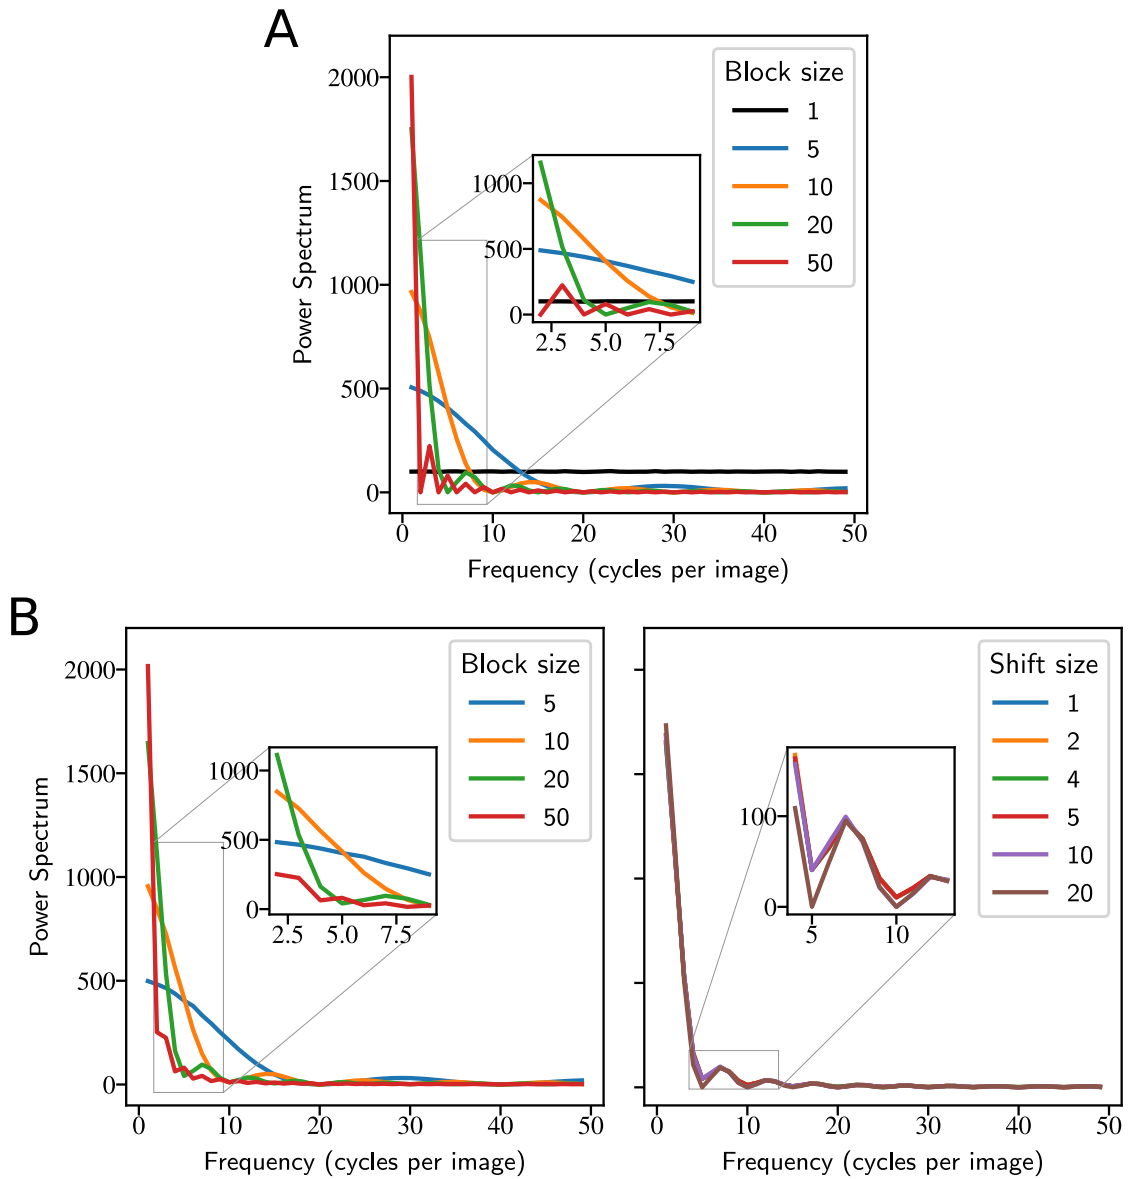 A
Block size
1
5
10
20
50
2000
1500
1000
500
0
1000
500
0
2.5 5.0 7.5
0 10 20 30 40 50
Power Spectrum
Frequency (cycles per image)
B
Block size
5
10
20
50
2000
1500
1000
500
0
1000
500
0
2.5 5.0 7.5
0 10 20 30 40 50
Power Spectrum
Frequency (cycles per image)
Shift size
1
2
4
5
10
20
100
0
5 10
0 10 20 30 40 50
Frequency (cycles per image)